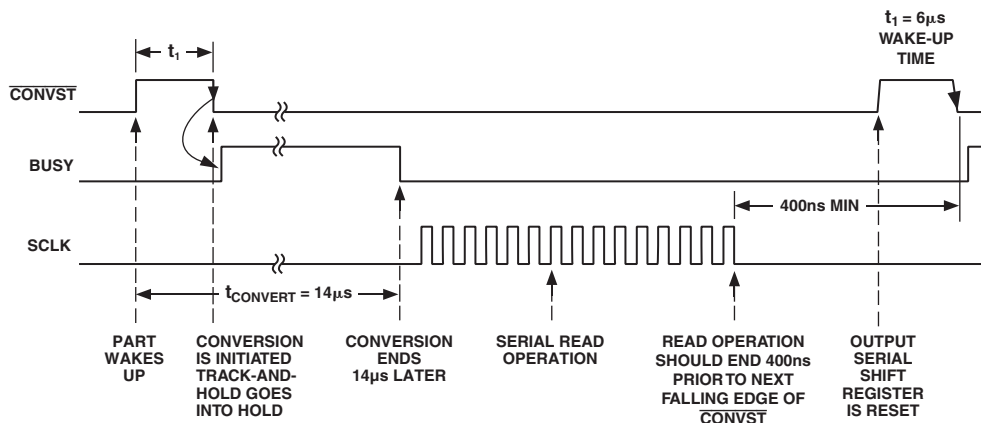 t₁
t₁ = 6μs
WAKE-UP
TIME
CONVST
BUSY
400ns MIN
SCLK
tCONVERT = 14μs
PART
WAKES
UP
CONVERSION
IS INITIATED
TRACK-AND-
HOLD GOES
INTO HOLD
CONVERSION
ENDS
14μs LATER
SERIAL READ
OPERATION
READ OPERATION
SHOULD END 400ns
PRIOR TO NEXT
FALLING EDGE OF
CONVST
OUTPUT
SERIAL
SHIFT
REGISTER
IS RESET